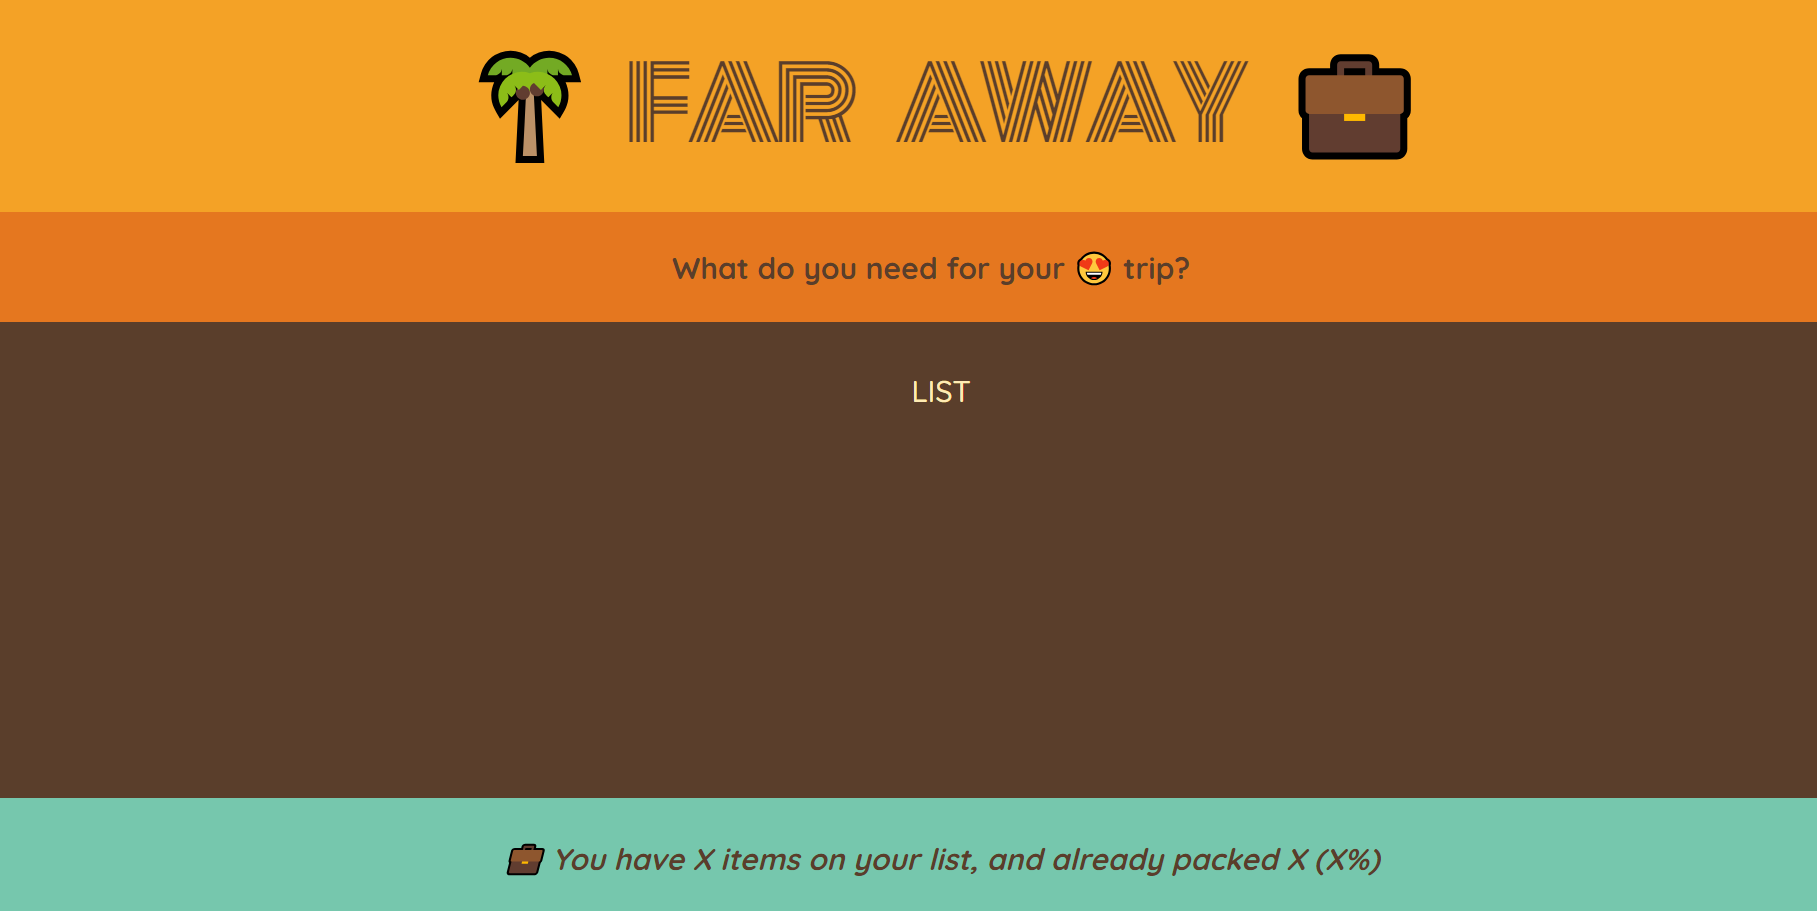 🌴 FAR AWAY 💼
What do you need for your 😍 trip?
LIST
💼 You have X items on your list, and already packed X (X%)